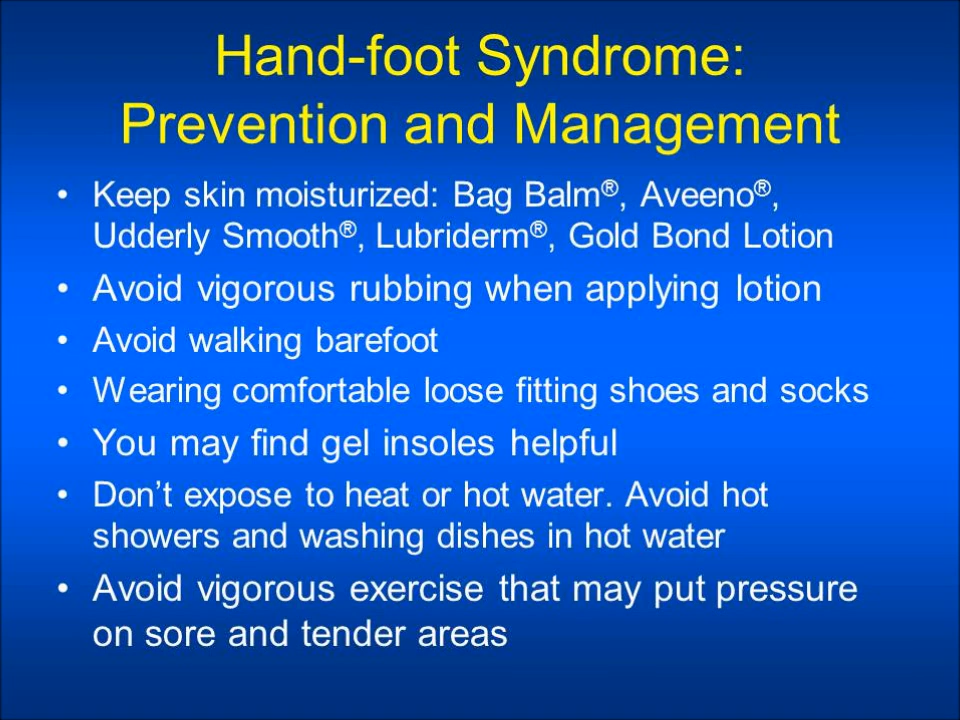 Hand-foot Syndrome:
Prevention and Management
• Keep skin moisturized: Bag Balm®, Aveeno®,
Udderly Smooth®, Lubriderm®, Gold Bond Lotion
• Avoid vigorous rubbing when applying lotion
• Avoid walking barefoot
• Wearing comfortable loose fitting shoes and socks
• You may find gel insoles helpful
• Don’t expose to heat or hot water. Avoid hot
showers and washing dishes in hot water
• Avoid vigorous exercise that may put pressure
on sore and tender areas